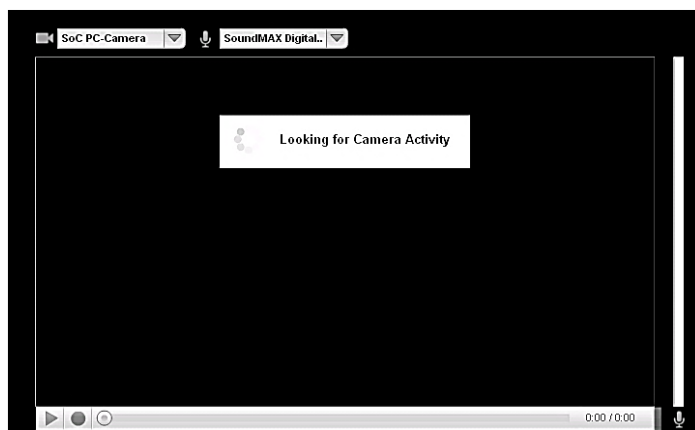 SoC PC-Camera
SoundMAX Digital..
Looking for Camera Activity
0:00 / 0:00